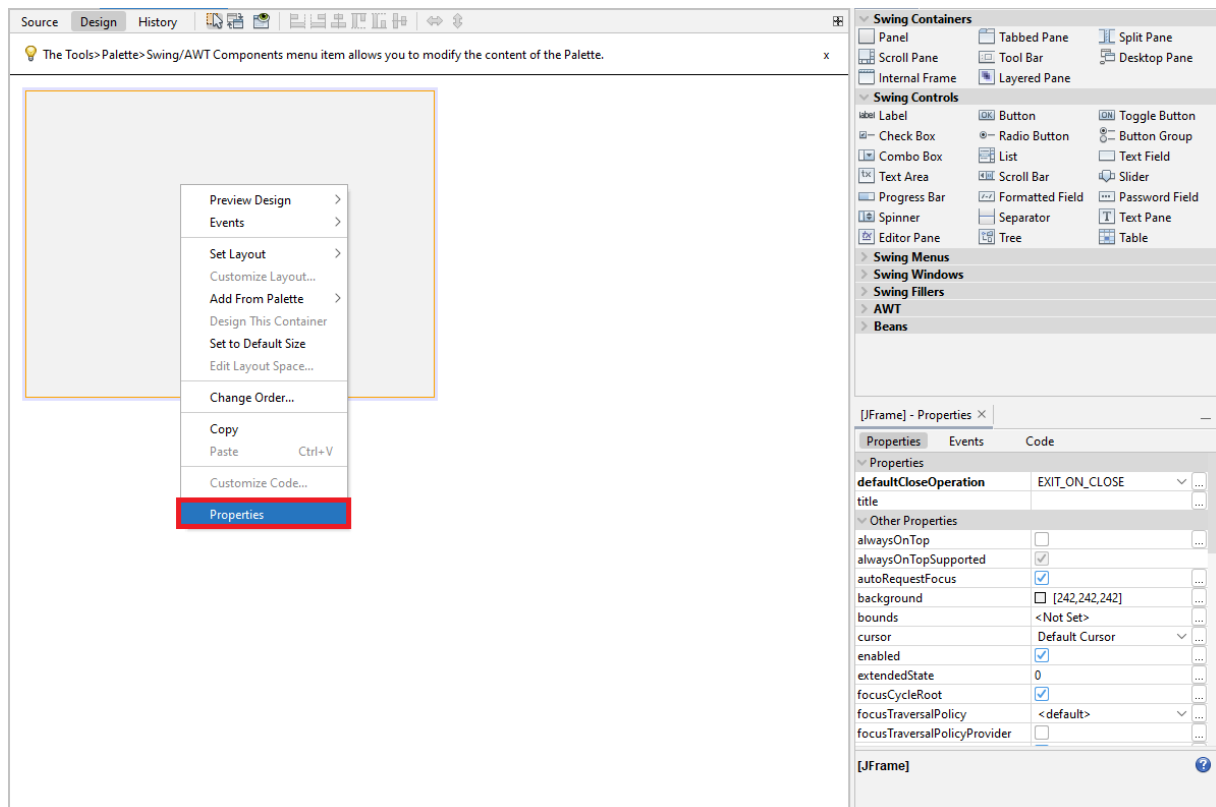 Source Design History
The Tools>Palette>Swing/AWT Components menu item allows you to modify the content of the Palette. x
Preview Design
Events
Set Layout
Customize Layout...
Add From Palette
Design This Container
Set to Default Size
Edit Layout Space...
Change Order...
Copy
Paste Ctrl+V
Customize Code...
Properties
Swing Containers
Panel Tabbed Pane Split Pane
Scroll Pane Tool Bar Desktop Pane
Internal Frame Layered Pane
Swing Controls
label Label OK Button ON Toggle Button
Check Box Radio Button Button Group
Combo Box List Text Field
tx Text Area Scroll Bar Slider
Progress Bar Formatted Field Password Field
Spinner Separator T Text Pane
Editor Pane Tree Table
Swing Menus
Swing Windows
Swing Fillers
AWT
Beans
[JFrame] - Properties ×
Properties Events Code
Properties
defaultCloseOperation EXIT_ON_CLOSE ...
title ...
Other Properties
alwaysOnTop ...
alwaysOnTopSupported
autoRequestFocus ...
background [242,242,242] ...
bounds <Not Set> ...
cursor Default Cursor ...
enabled ...
extendedState 0 ...
focusCycleRoot ...
focusTraversalPolicy <default> ...
focusTraversalPolicyProvider ...
[JFrame] ?